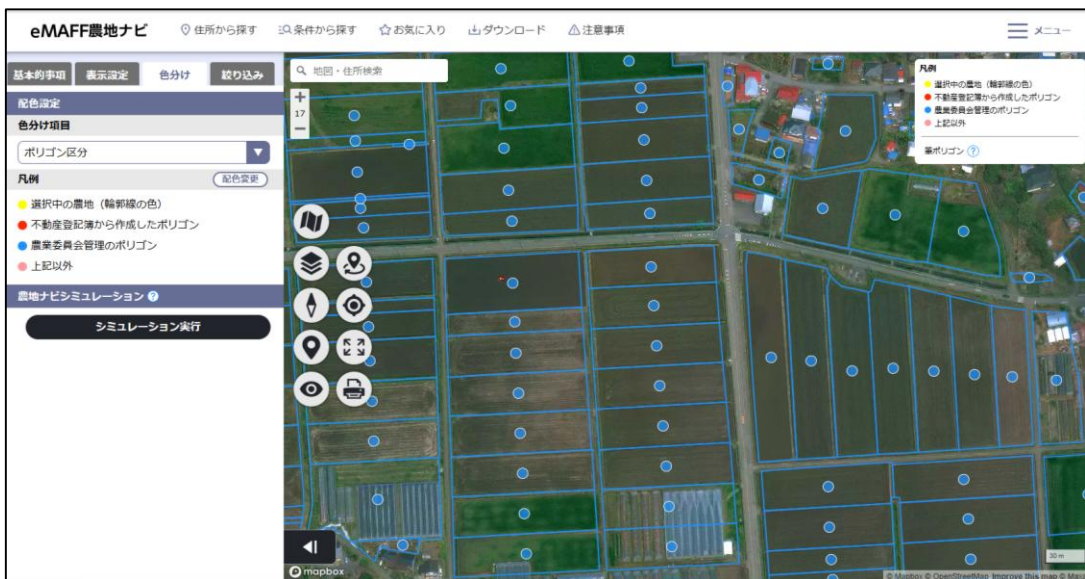 eMAFF農地ナビ
住所から探す
条件から探す
お気に入り
ダウンロード
注意事項
メニュー
基本的事項
表示設定
色分け
絞り込み
配色設定
色分け項目
ポリゴン区分
凡例
配色変更
選択中の農地（輪郭線の色）
不動産登記簿から作成したポリゴン
農業委員会管理のポリゴン
上記以外
農地ナビシミュレーション ?
シミュレーション実行
地図・住所検索
+
17
−
凡例
選択中の農地（輪郭線の色）
不動産登記簿から作成したポリゴン
農業委員会管理のポリゴン
上記以外
筆ポリゴン ?
30 m
mapbox
© Mapbox © OpenStreetMap Improve this map ©